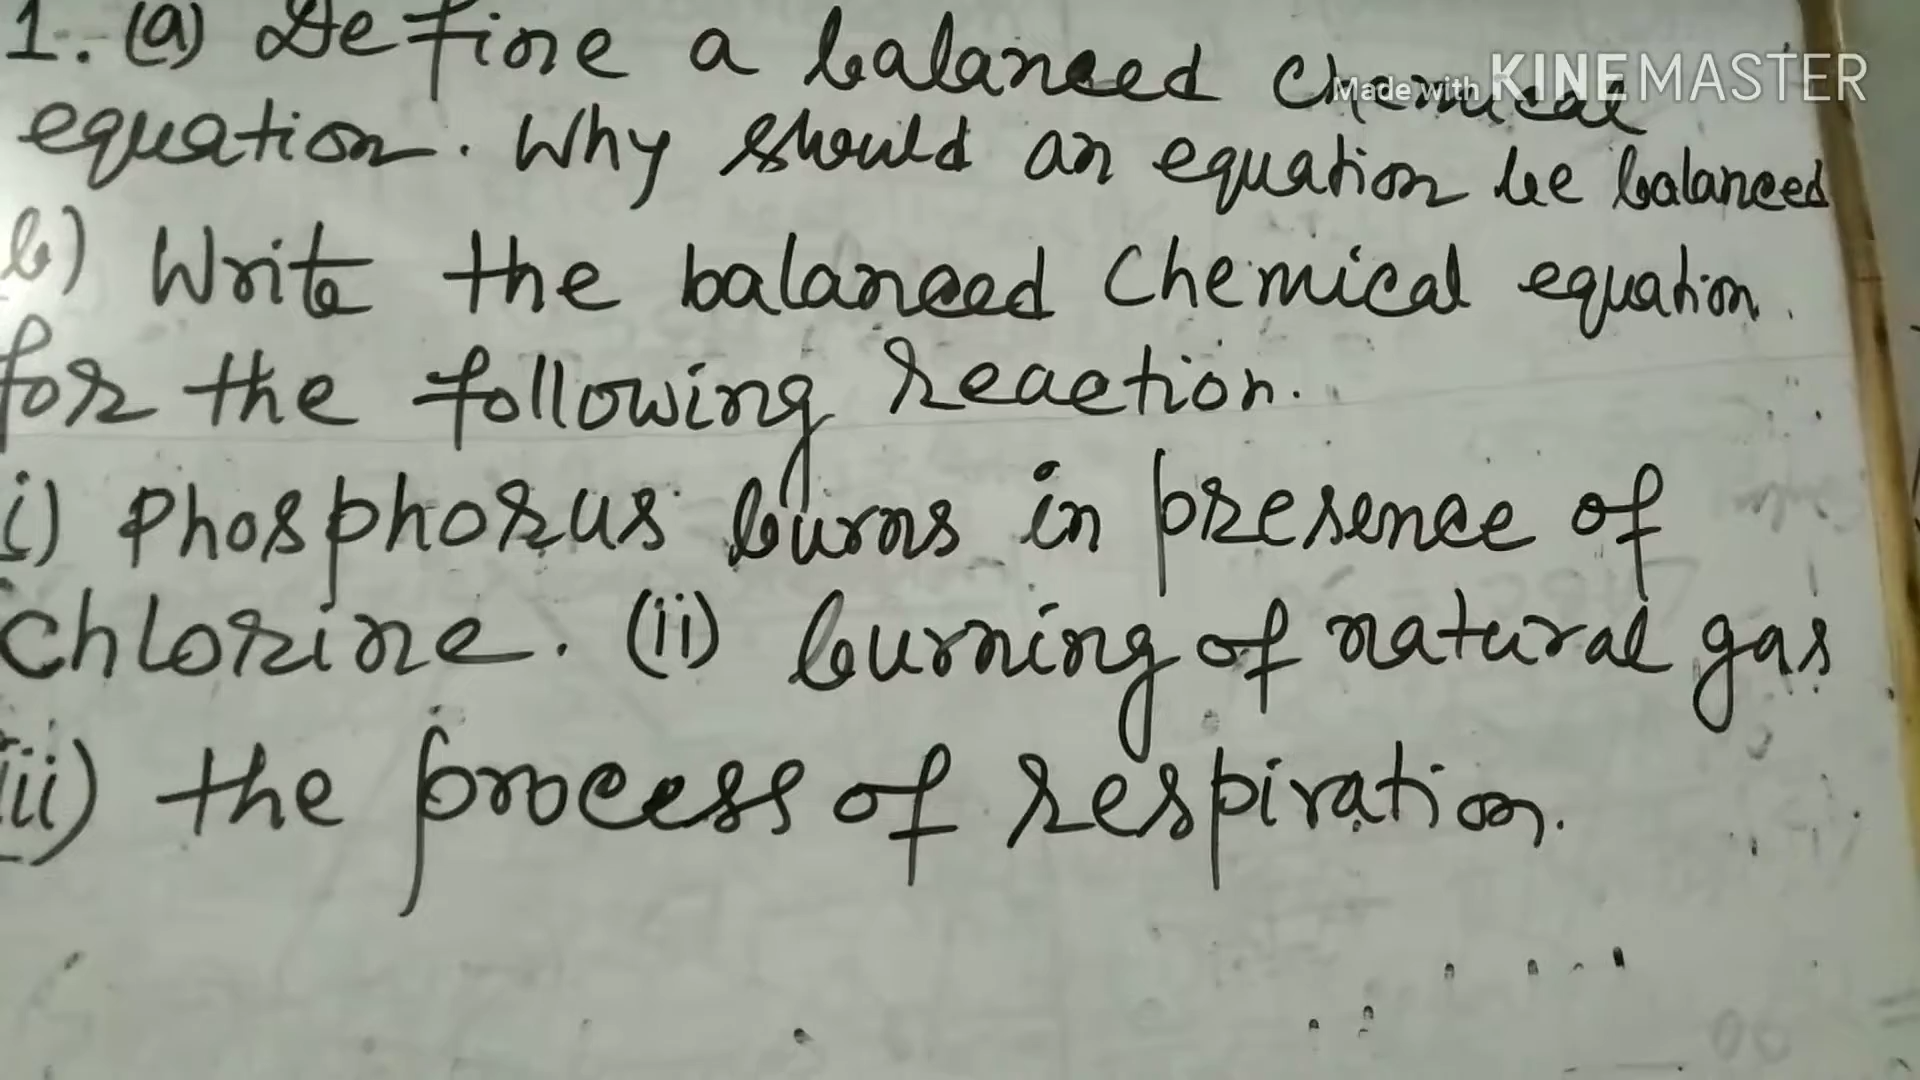 1. (a) Define a balanced chemical
Made with KINEMASTER
equation. Why should an equation be balanced
b) Write the balanced Chemical equation.
for the following reaction.
i) Phosphorus burns in presence of
chlorine. (ii) burning of natural gas
iii) the process of respiration.